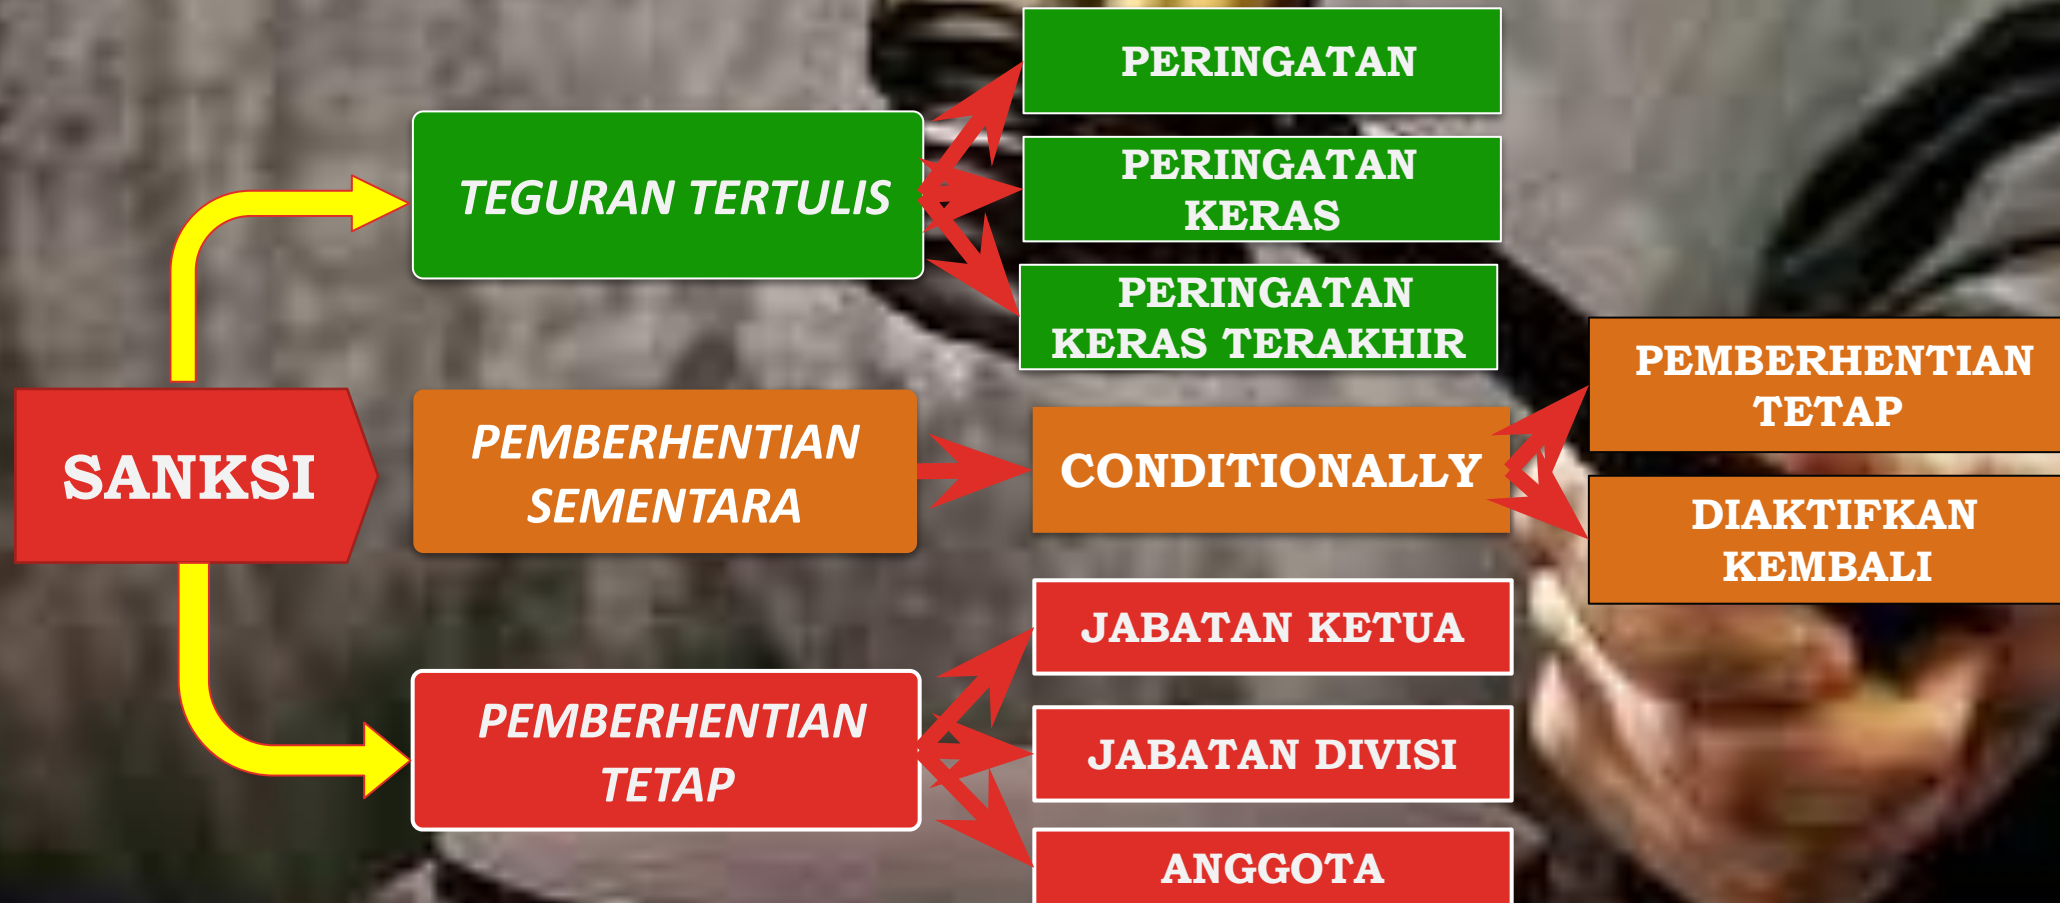 SANKSI
TEGURAN TERTULIS
PERINGATAN
PERINGATAN
KERAS
PERINGATAN
KERAS TERAKHIR
PEMBERHENTIAN
SEMENTARA
CONDITIONALLY
PEMBERHENTIAN
TETAP
DIAKTIFKAN
KEMBALI
PEMBERHENTIAN
TETAP
JABATAN KETUA
JABATAN DIVISI
ANGGOTA